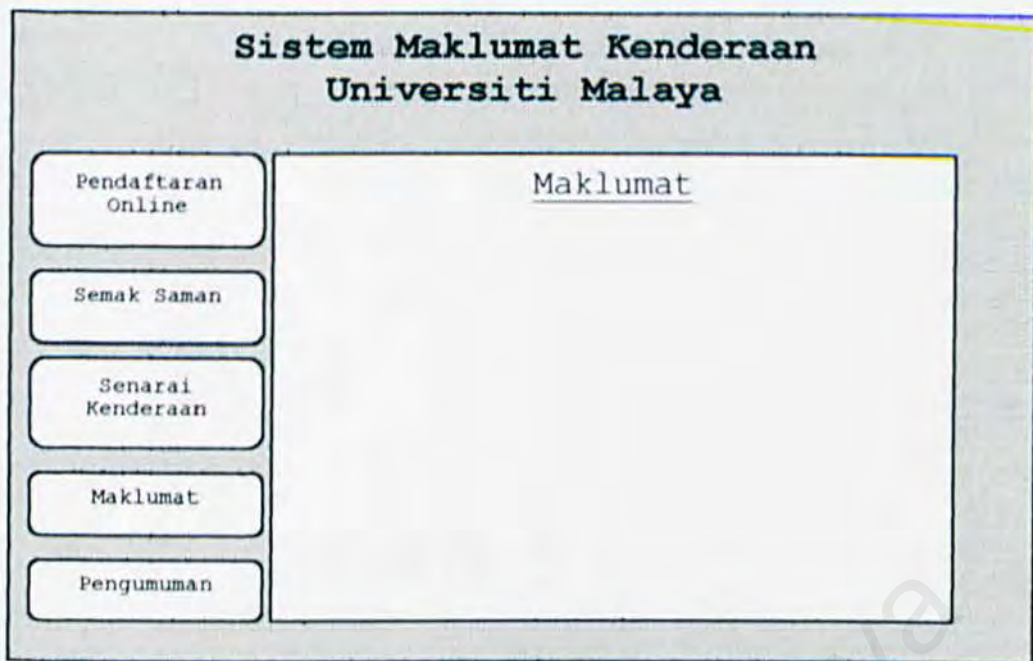 Sistem Maklumat Kenderaan
Universiti Malaya
Pendaftaran
Online
Semak Saman
Senarai
Kenderaan
Maklumat
Pengumuman
Maklumat